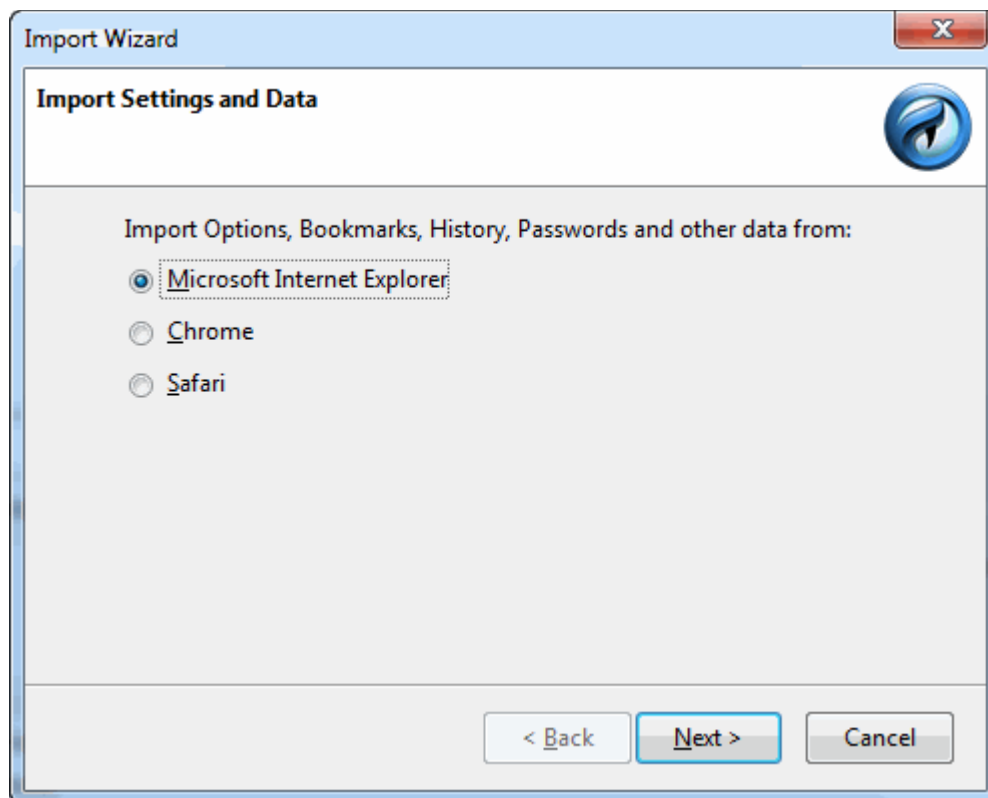 Import Wizard
Import Settings and Data
Import Options, Bookmarks, History, Passwords and other data from:
Microsoft Internet Explorer
Chrome
Safari
< Back Next > Cancel